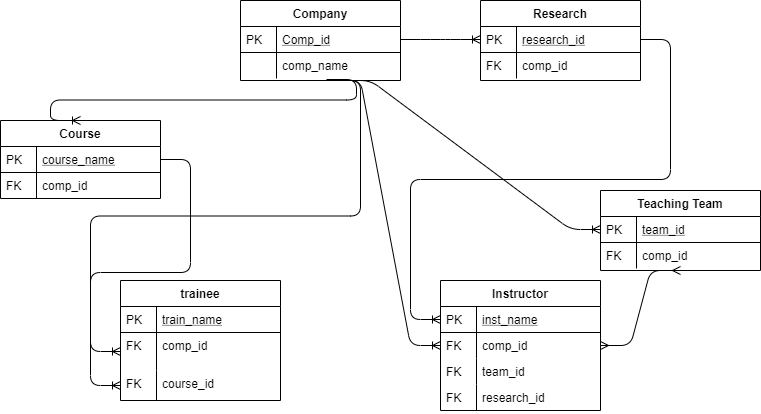 Company
PK Comp_id
comp_name
Research
PK research_id
FK comp_id
Course
PK course_name
FK comp_id
Teaching Team
PK team_id
FK comp_id
trainee
PK train_name
FK comp_id
FK course_id
Instructor
PK inst_name
FK comp_id
FK team_id
FK research_id